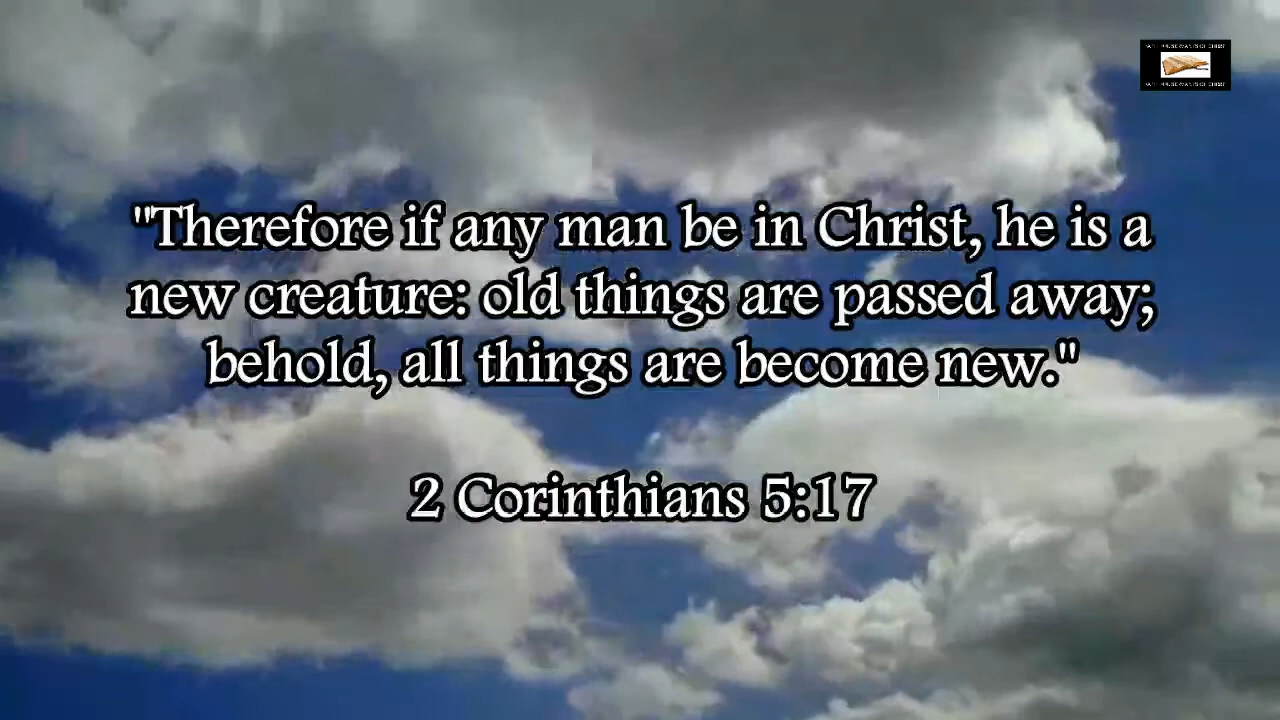 "Therefore if any man be in Christ, he is a
new creature: old things are passed away;
behold, all things are become new."
2 Corinthians 5:17